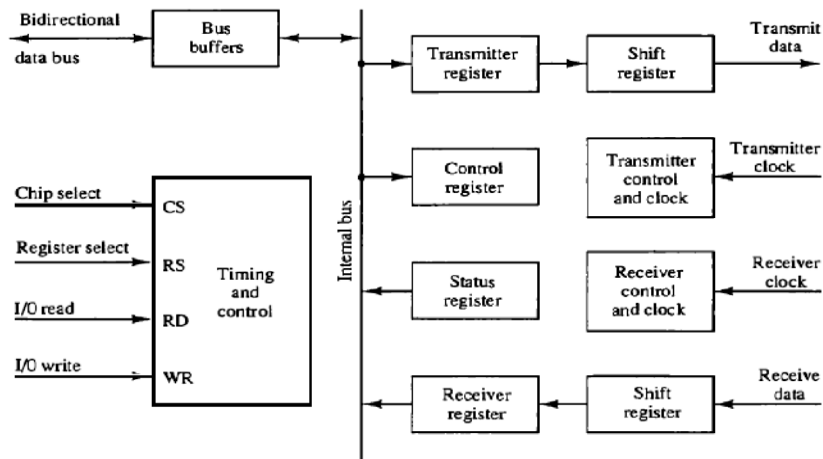 Bidirectional
data bus
Bus
buffers
Transmitter
register
Shift
register
Transmit
data
Control
register
Transmitter
control
and clock
Transmitter
clock
Chip select
CS
Register select
RS
I/O read
RD
I/O write
WR
Timing
and
control
Internal bus
Status
register
Receiver
control
and clock
Receiver
clock
Receiver
register
Shift
register
Receive
data